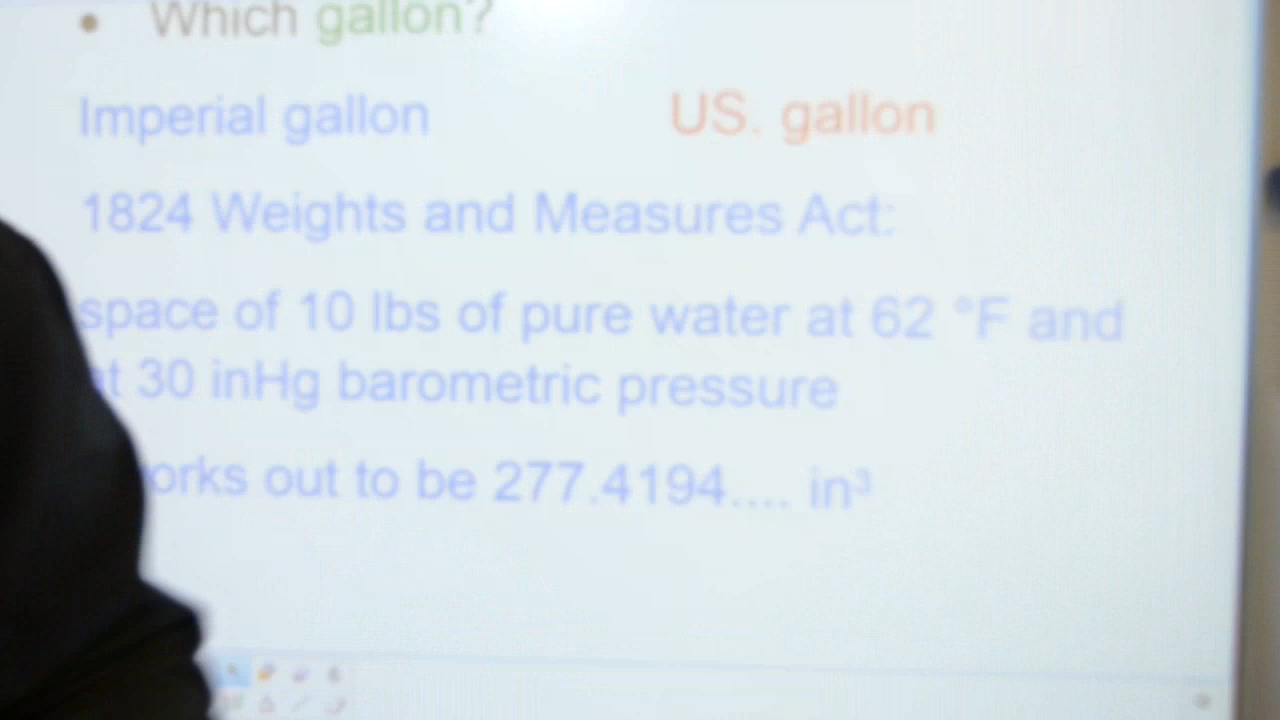 • Which gallon?
Imperial gallon US. gallon
1824 Weights and Measures Act:
space of 10 lbs of pure water at 62 °F and
at 30 inHg barometric pressure
orks out to be 277.4194.... in³